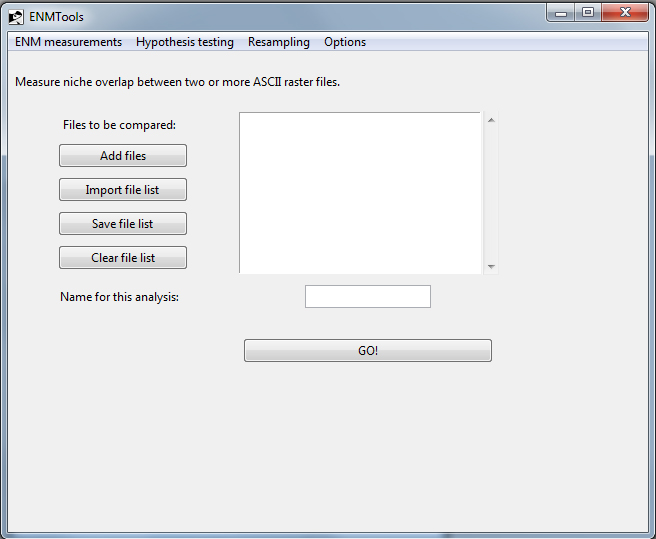 ENMTools
ENM measurements Hypothesis testing Resampling Options
Measure niche overlap between two or more ASCII raster files.
Files to be compared:
Add files
Import file list
Save file list
Clear file list
Name for this analysis:
GO!